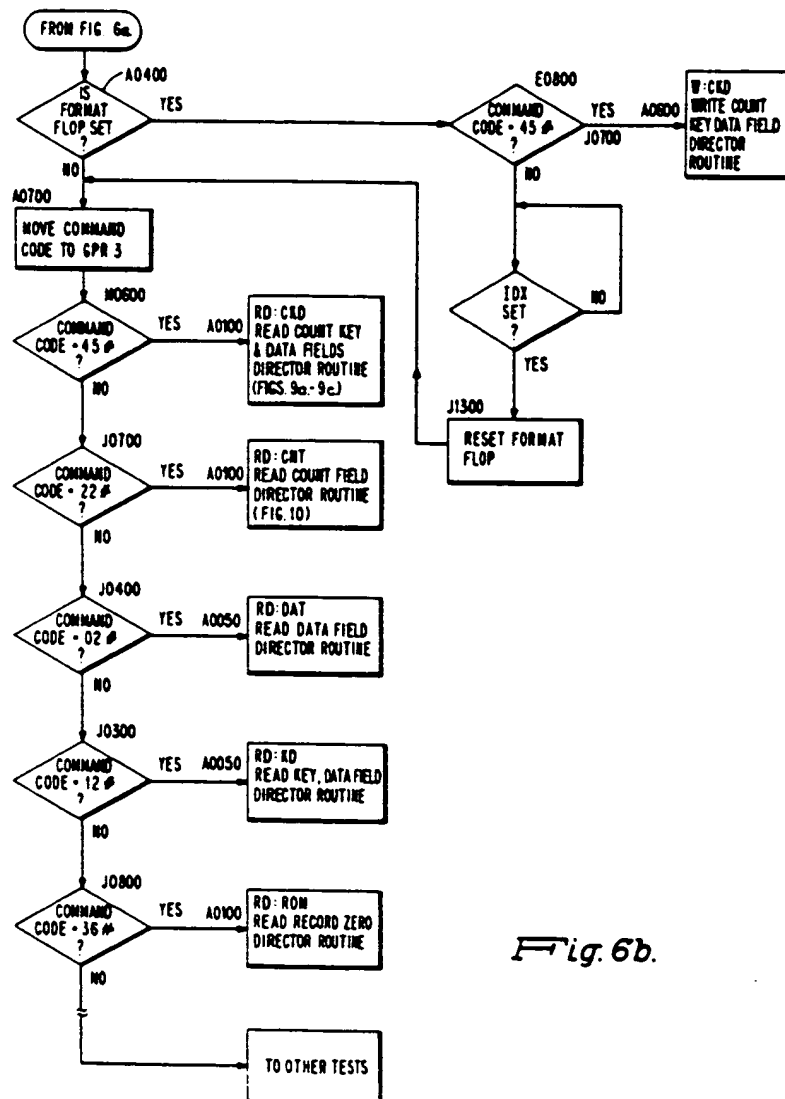 FROM FIG. 6a.
A0400
IS
FORMAT
FLOP SET
?
YES
NO
E0800
COMMAND
CODE = 45#
?
YES
J0700
A0800
NO
W:CKD
WRITE COUNT
KEY DATA FIELD
DIRECTOR
ROUTINE
IDX
SET
?
NO
YES
J1300
RESET FORMAT
FLOP
A0700
MOVE COMMAND
CODE TO GPR 3
N0600
COMMAND
CODE = 45#
?
YES
A0100
NO
RD:CKD
READ COUNT KEY
& DATA FIELDS
DIRECTOR ROUTINE
(FIGS. 9a.-9c.)
J0700
COMMAND
CODE = 22#
?
YES
A0100
NO
RD:CNT
READ COUNT FIELD
DIRECTOR ROUTINE
(FIG. 10)
J0400
COMMAND
CODE = 02#
?
YES
A0050
NO
RD:DAT
READ DATA FIELD
DIRECTOR ROUTINE
J0300
COMMAND
CODE = 12#
?
YES
A0050
NO
RD:KD
READ KEY, DATA FIELD
DIRECTOR ROUTINE
J0800
COMMAND
CODE = 36#
?
YES
A0100
NO
RD:RON
READ RECORD ZERO
DIRECTOR ROUTINE
TO OTHER TESTS
Fig. 6b.